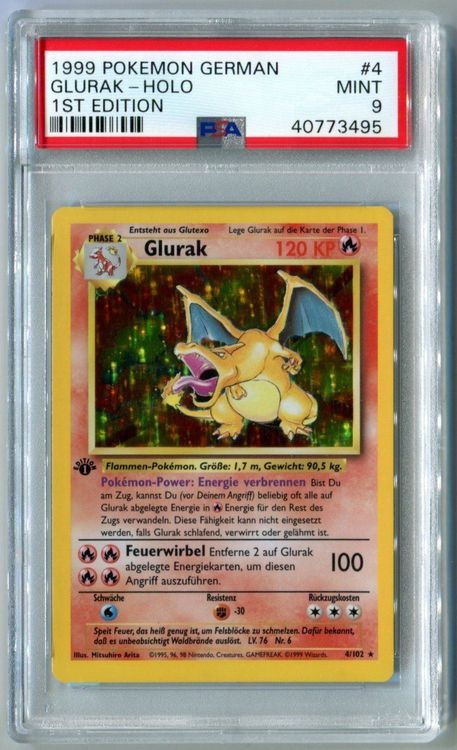 1999 POKEMON GERMAN #4
GLURAK – HOLO MINT
1ST EDITION 9
PSA 40773495
Entsteht aus Glutexo Lege Glurak auf die Karte der Phase 1.
PHASE 2
Glurak 120 KP
EDITION 1
Flammen-Pokémon. Größe: 1,7 m, Gewicht: 90,5 kg.
Pokémon-Power: Energie verbrennen Bist Du
am Zug, kannst Du (vor Deinem Angriff) beliebig oft alle auf
Glurak abgelegte Energie in Energie für den Rest des
Zugs verwandeln. Diese Fähigkeit kann nicht eingesetzt
werden, falls Glurak schlafend, verwirrt oder gelähmt ist.
Feuerwirbel Entferne 2 auf Glurak
abgelegte Energiekarten, um diesen
Angriff auszuführen.
100
Schwäche Resistenz Rückzugskosten
-30
Speit Feuer, das heiß genug ist, um Felsblöcke zu schmelzen. Dafür bekannt,
daß es unbeabsichtigt Waldbrände auslöst. LV. 76 Nr. 6
Illus. Mitsuhiro Arita ©1995, 96, 98 Nintendo, Creatures, GAMEFREAK. ©1999 Wizards. 4/102 ★